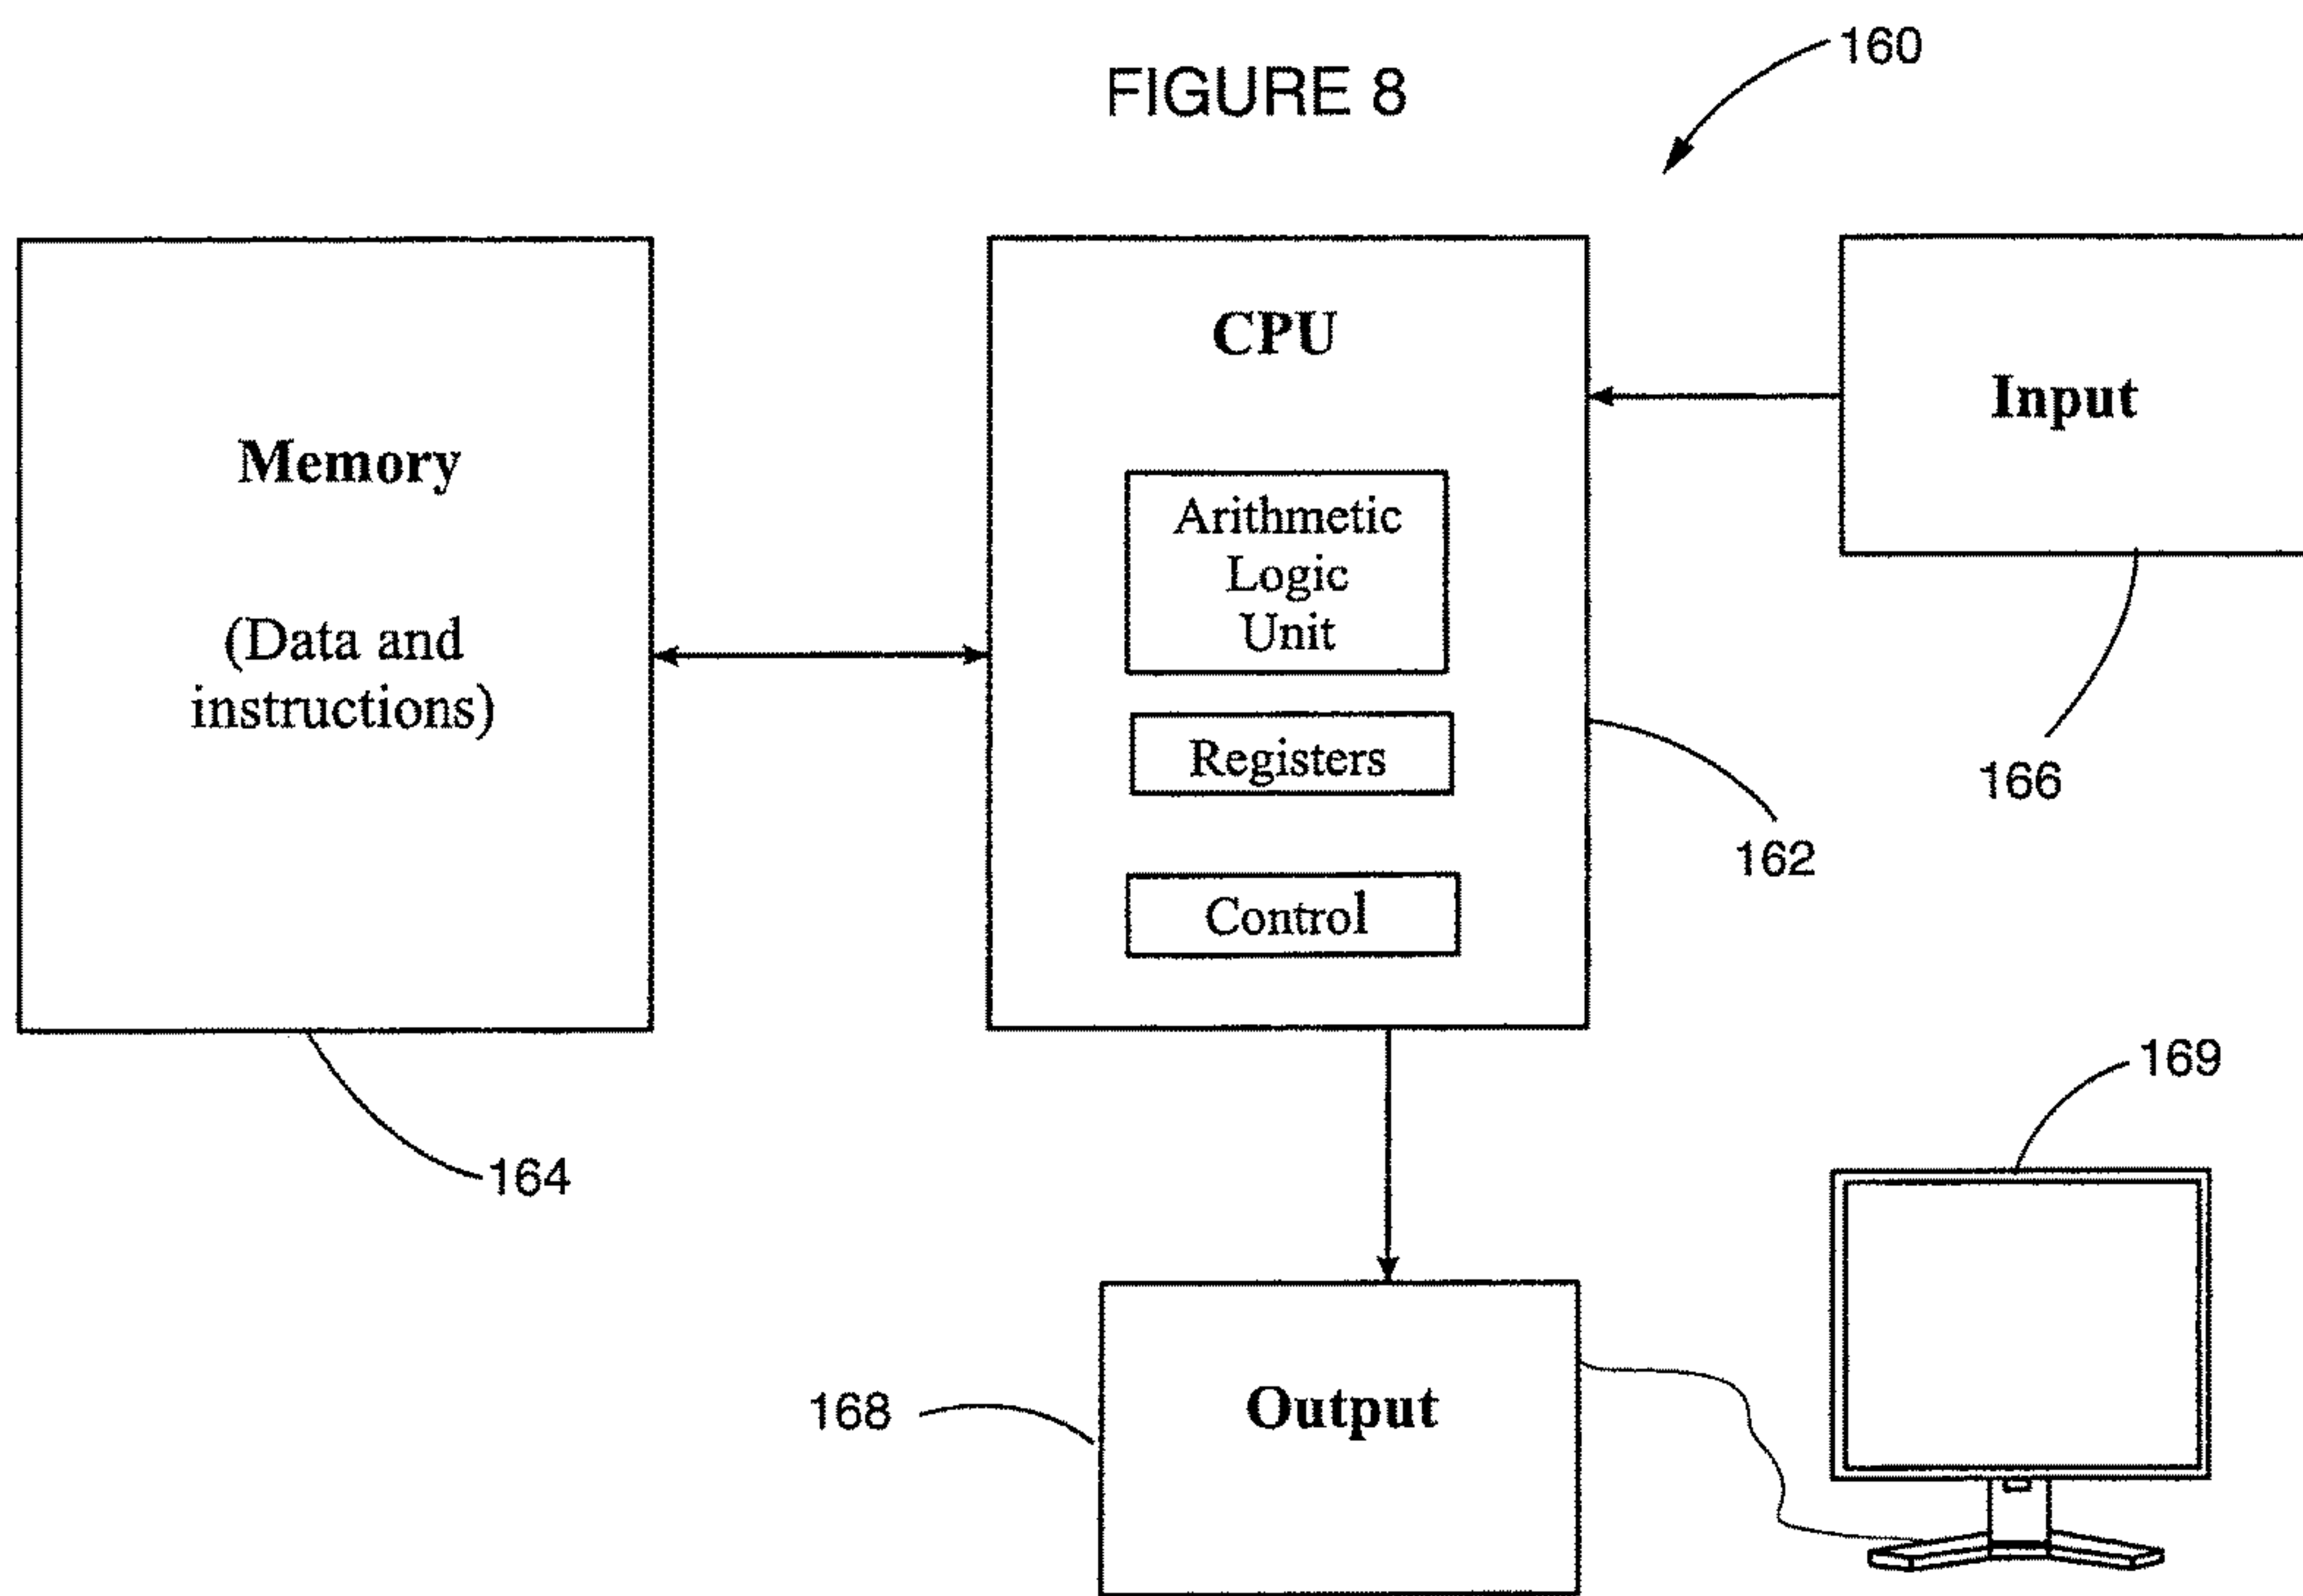 FIGURE 8
160
Memory
(Data and
instructions)
164
CPU
Arithmetic
Logic
Unit
Registers
Control
162
Input
166
Output
168
169